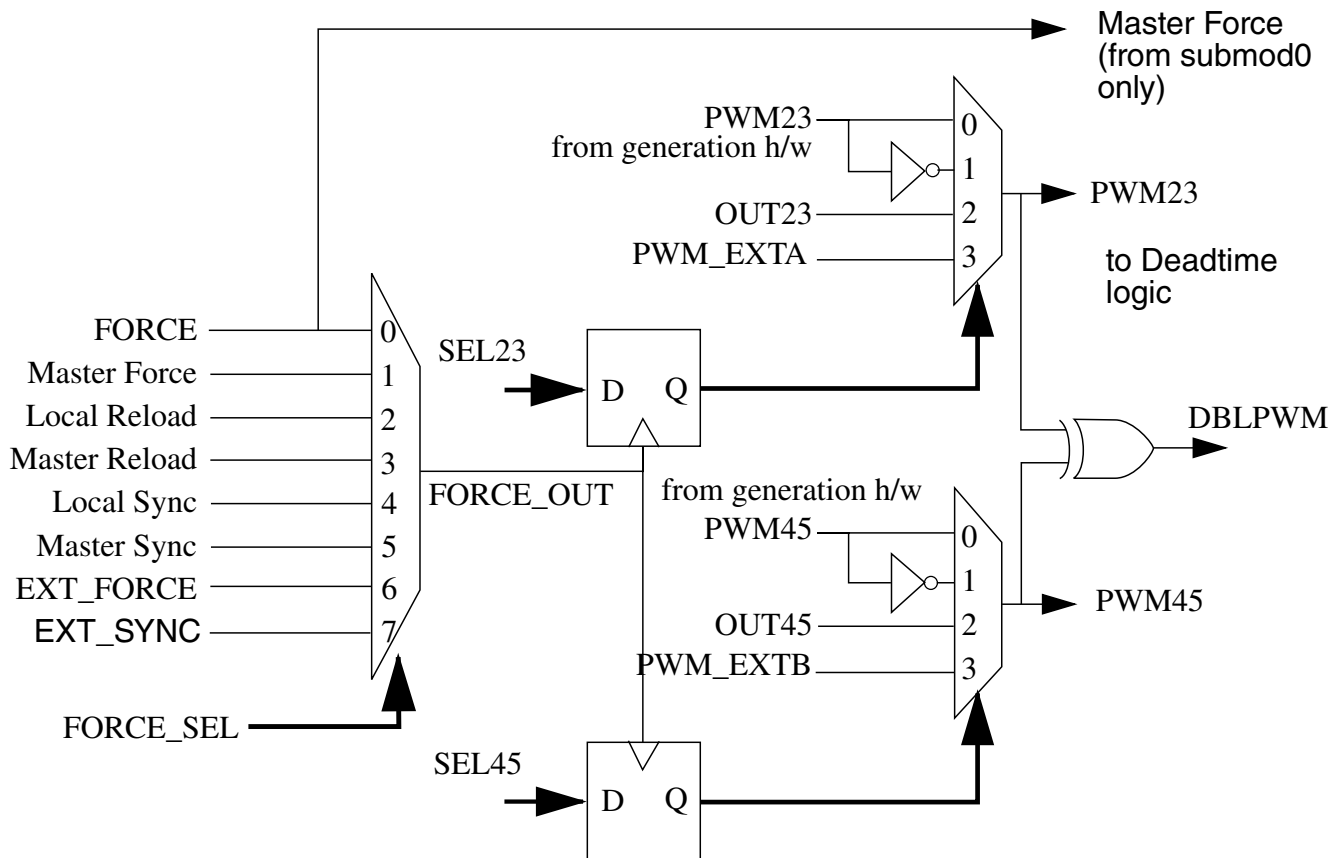 Master Force
(from submod0
only)
PWM23
from generation h/w
0
1
OUT23
2
PWM_EXTA
3
PWM23
to Deadtime
logic
FORCE
0
Master Force
1
Local Reload
2
Master Reload
3
Local Sync
4
Master Sync
5
EXT_FORCE
6
EXT_SYNC
7
FORCE_SEL
FORCE_OUT
SEL23
D Q
DBLPWM
from generation h/w
PWM45
0
1
OUT45
2
PWM_EXTB
3
PWM45
SEL45
D Q